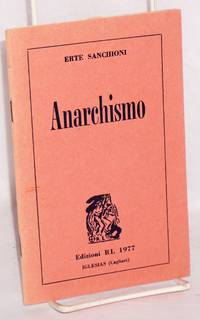 ERTE SANCHIONI
Anarchismo
Edizioni RL 1977
IGLESIAS (Cagliari)